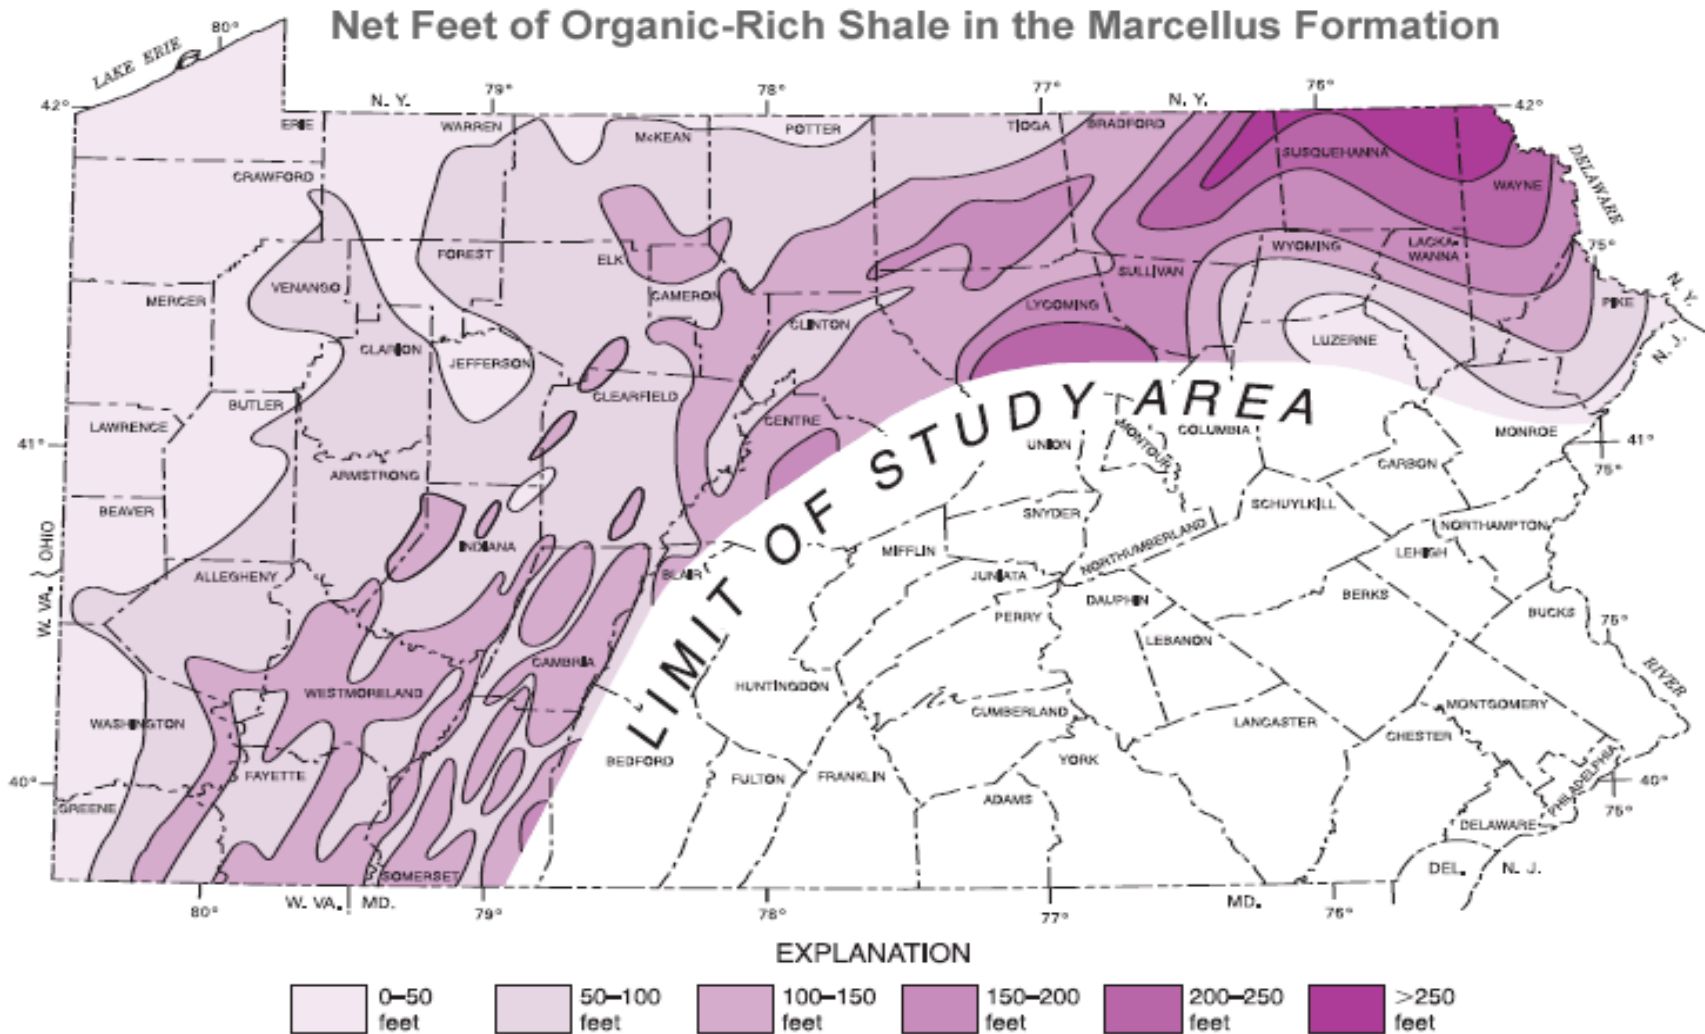 Net Feet of Organic-Rich Shale in the Marcellus Formation
LAKE ERIE
80°
79°
78°
77°
76°
42°
N. Y.
N. Y.
42°
ERIE
WARREN
McKEAN
POTTER
TIOGA
BRADFORD
SUSQUEHANNA
WAYNE
DELAWARE
CRAWFORD
FOREST
ELK
CAMERON
SULLIVAN
WYOMING
LACKA-
WANNA
75°
MERCER
VENANGO
CLINTON
LYCOMING
PIKE
N. Y.
N. J.
CLARION
JEFFERSON
LUZERNE
BUTLER
CLEARFIELD
CENTRE
LAWRENCE
41°
LIMIT OF STUDY AREA
UNION
MONTOUR
COLUMBIA
MONROE
41°
75°
ARMSTRONG
CARBON
BEAVER
SNYDER
SCHUYLKILL
NORTHAMPTON
OHIO
W. VA.
INDIANA
MIFFLIN
NORTHUMBERLAND
LEHIGH
ALLEGHENY
BLAIR
JUNIATA
PERRY
DAUPHIN
BERKS
BUCKS
75°
LEBANON
CAMBRIA
RIVER
WESTMORELAND
HUNTINGDON
WASHINGTON
CUMBERLAND
LANCASTER
MONTGOMERY
CHESTER
BEDFORD
YORK
40°
FAYETTE
FULTON
FRANKLIN
PHILADELPHIA
40°
75°
GREENE
ADAMS
DELAWARE
SOMERSET
DEL.
N. J.
80°
W. VA.
MD.
79°
78°
77°
MD.
76°
EXPLANATION
0–50
feet
50–100
feet
100–150
feet
150–200
feet
200–250
feet
>250
feet